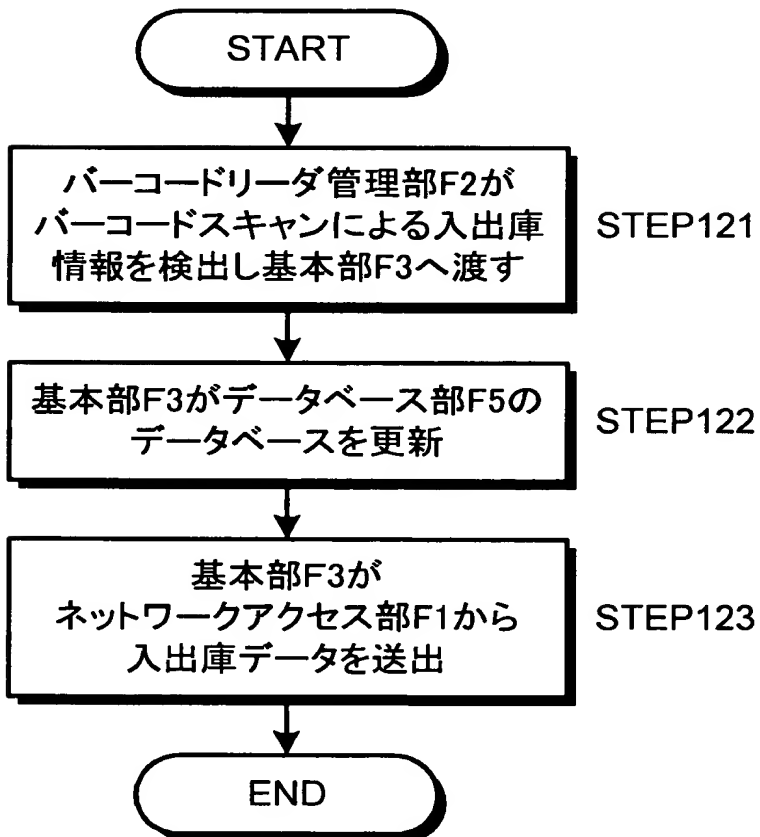 START
バーコードリーダ管理部F2が
バーコードスキャンによる入出庫
情報を検出し基本部F3へ渡す
STEP121
基本部F3がデータベース部F5の
データベースを更新
STEP122
基本部F3が
ネットワークアクセス部F1から
入出庫データを送出
STEP123
END